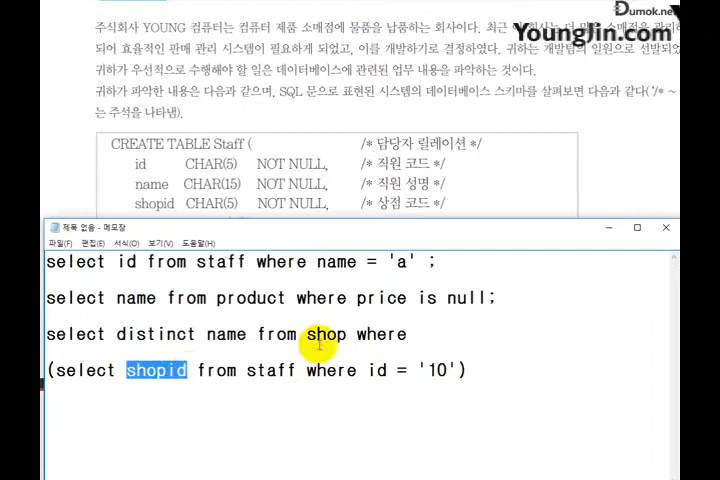 Dumok.net
YoungJin.com
주식회사 YOUNG 컴퓨터는 컴퓨터 제품 소매점에 물품을 납품하는 회사이다. 최근
되어 효율적인 판매 관리 시스템이 필요하게 되었고, 이를 개발하기로 결정하였다. 귀하는 개발팀의 일원으로 선발되었
귀하가 우선적으로 수행해야 할 일은 데이터베이스에 관련된 업무 내용을 파악하는 것이다.
귀하가 파악한 내용은 다음과 같으며, SQL 문으로 표현된 시스템의 데이터베이스 스키마를 살펴보면 다음과 같다( '/* ~
는 주석을 나타냄).
CREATE TABLE Staff ( /* 담당자 릴레이션 */
id CHAR(5) NOT NULL, /* 직원 코드 */
name CHAR(15) NOT NULL, /* 직원 성명 */
shopid CHAR(5) NOT NULL, /* 상점 코드 */
제목 없음 - 메모장
파일(F) 편집(E) 서식(O) 보기(V) 도움말(H)
select id from staff where name = 'a' ;
select name from product where price is null;
select distinct name from shop where
(select shopid from staff where id = '10')